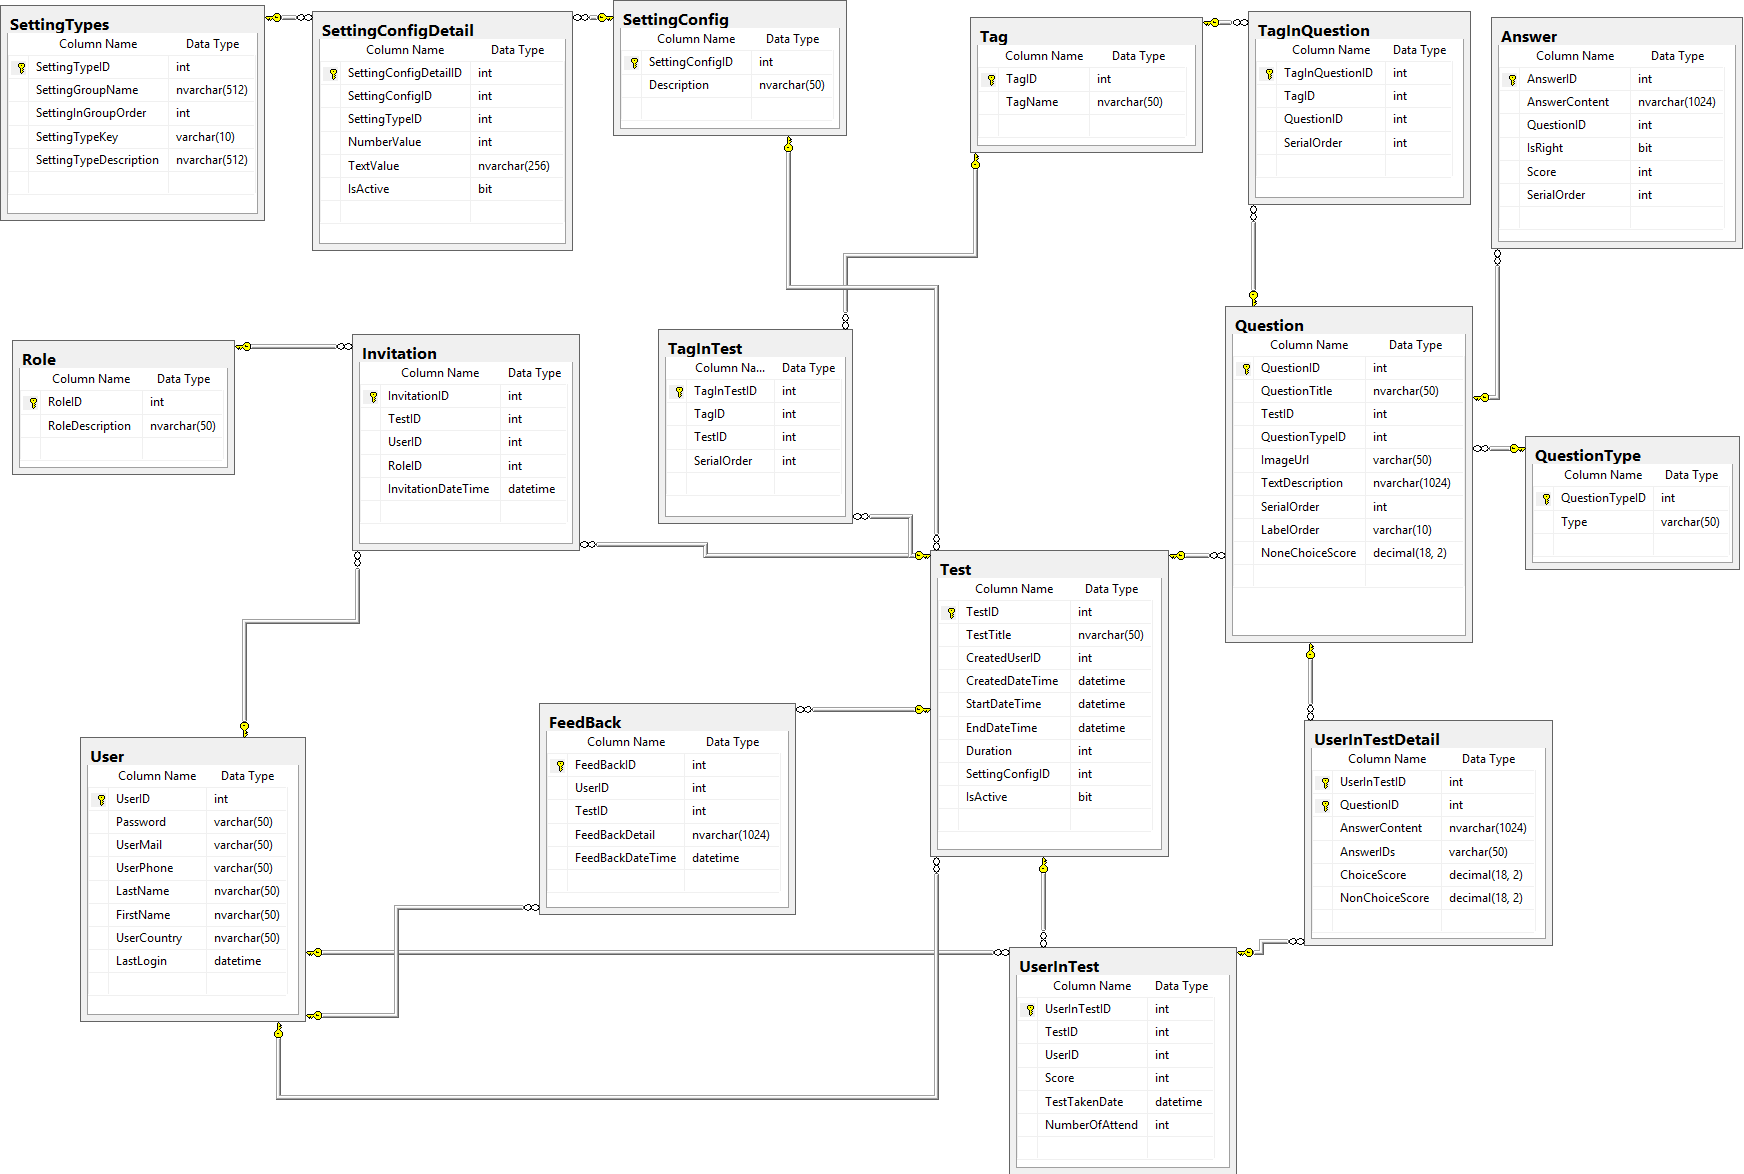 SettingTypes
Column Name Data Type
SettingTypeID int
SettingGroupName nvarchar(512)
SettingInGroupOrder int
SettingTypeKey varchar(10)
SettingTypeDescription nvarchar(512)
SettingConfigDetail
Column Name Data Type
SettingConfigDetailID int
SettingConfigID int
SettingTypeID int
NumberValue int
TextValue nvarchar(256)
IsActive bit
SettingConfig
Column Name Data Type
SettingConfigID int
Description nvarchar(50)
Tag
Column Name Data Type
TagID int
TagName nvarchar(50)
TagInQuestion
Column Name Data Type
TagInQuestionID int
TagID int
QuestionID int
SerialOrder int
Answer
Column Name Data Type
AnswerID int
AnswerContent nvarchar(1024)
QuestionID int
IsRight bit
Score int
SerialOrder int
Role
Column Name Data Type
RoleID int
RoleDescription nvarchar(50)
Invitation
Column Name Data Type
InvitationID int
TestID int
UserID int
RoleID int
InvitationDateTime datetime
TagInTest
Column Na... Data Type
TagInTestID int
TagID int
TestID int
SerialOrder int
Question
Column Name Data Type
QuestionID int
QuestionTitle nvarchar(50)
TestID int
QuestionTypeID int
ImageUrl varchar(50)
TextDescription nvarchar(1024)
SerialOrder int
LabelOrder varchar(10)
NoneChoiceScore decimal(18, 2)
QuestionType
Column Name Data Type
QuestionTypeID int
Type varchar(50)
Test
Column Name Data Type
TestID int
TestTitle nvarchar(50)
CreatedUserID int
CreatedDateTime datetime
StartDateTime datetime
EndDateTime datetime
Duration int
SettingConfigID int
IsActive bit
User
Column Name Data Type
UserID int
Password varchar(50)
UserMail varchar(50)
UserPhone varchar(50)
LastName nvarchar(50)
FirstName nvarchar(50)
UserCountry nvarchar(50)
LastLogin datetime
FeedBack
Column Name Data Type
FeedBackID int
UserID int
TestID int
FeedBackDetail nvarchar(1024)
FeedBackDateTime datetime
UserInTestDetail
Column Name Data Type
UserInTestID int
QuestionID int
AnswerContent nvarchar(1024)
AnswerIDs varchar(50)
ChoiceScore decimal(18, 2)
NonChoiceScore decimal(18, 2)
UserInTest
Column Name Data Type
UserInTestID int
TestID int
UserID int
Score int
TestTakenDate datetime
NumberOfAttend int